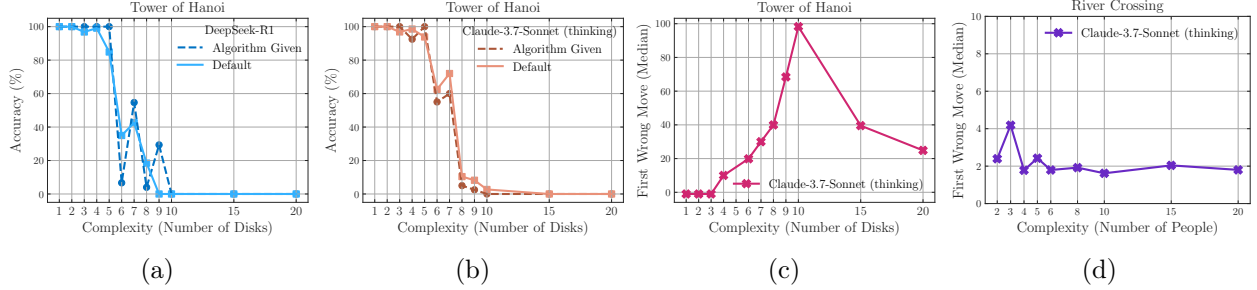 Tower of Hanoi
DeepSeek-R1
Algorithm Given
Default
Accuracy (%)
100
80
60
40
20
0
1 2 3 4 5 6 7 8 9 10 15 20
Complexity (Number of Disks)
(a)
Tower of Hanoi
Claude-3.7-Sonnet (thinking)
Algorithm Given
Default
Accuracy (%)
100
80
60
40
20
0
1 2 3 4 5 6 7 8 9 10 15 20
Complexity (Number of Disks)
(b)
Tower of Hanoi
First Wrong Move (Median)
100
80
60
40
20
0
Claude-3.7-Sonnet (thinking)
1 2 3 4 5 6 7 8 9 10 15 20
Complexity (Number of Disks)
(c)
River Crossing
Claude-3.7-Sonnet (thinking)
First Wrong Move (Median)
10
8
6
4
2
0
2 3 4 5 6 8 10 15 20
Complexity (Number of People)
(d)